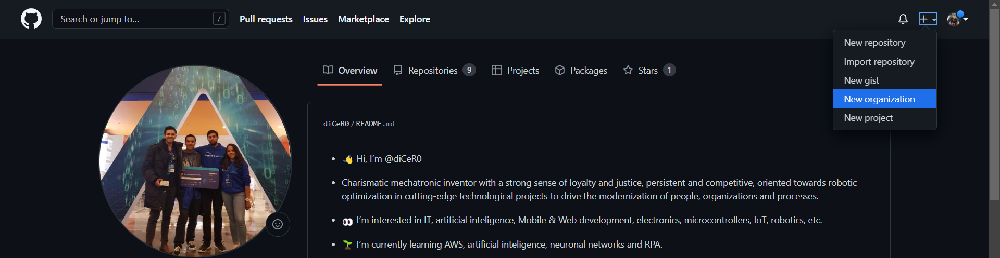 Search or jump to... /
Pull requests
Issues
Marketplace
Explore
New repository
Import repository
New gist
New organization
New project
Overview
Repositories 9
Projects
Packages
Stars 1
diCeR0/README.md
👋 Hi, I'm @diCeR0
Charismatic mechatronic inventor with a strong sense of loyalty and justice, persistent and competitive, oriented towards robotic
optimization in cutting-edge technological projects to drive the modernization of people, organizations and processes.
👀 I'm interested in IT, artificial inteligence, Mobile & Web development, electronics, microcontrollers, IoT, robotics, etc.
🌱 I'm currently learning AWS, artificial inteligence, neuronal networks and RPA.